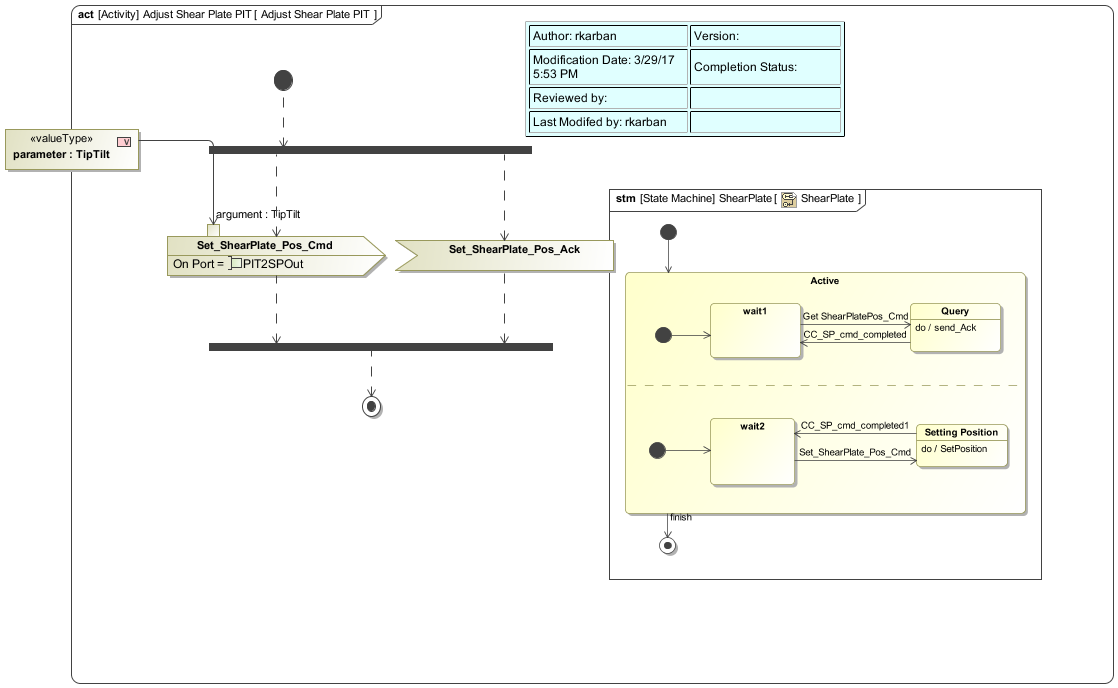 act [Activity] Adjust Shear Plate PIT [ Adjust Shear Plate PIT ]
Author: rkarban
Version:
Modification Date: 3/29/17
5:53 PM
Completion Status:
Reviewed by:
Last Modifed by: rkarban
«valueType»
V
parameter : TipTilt
argument : TipTilt
Set_ShearPlate_Pos_Cmd
On Port = PIT2SPOut
Set_ShearPlate_Pos_Ack
stm [State Machine] ShearPlate [ ShearPlate ]
Active
wait1
Get ShearPlatePos_Cmd
CC_SP_cmd_completed
Query
do / send_Ack
wait2
CC_SP_cmd_completed1
Set_ShearPlate_Pos_Cmd
Setting Position
do / SetPosition
finish